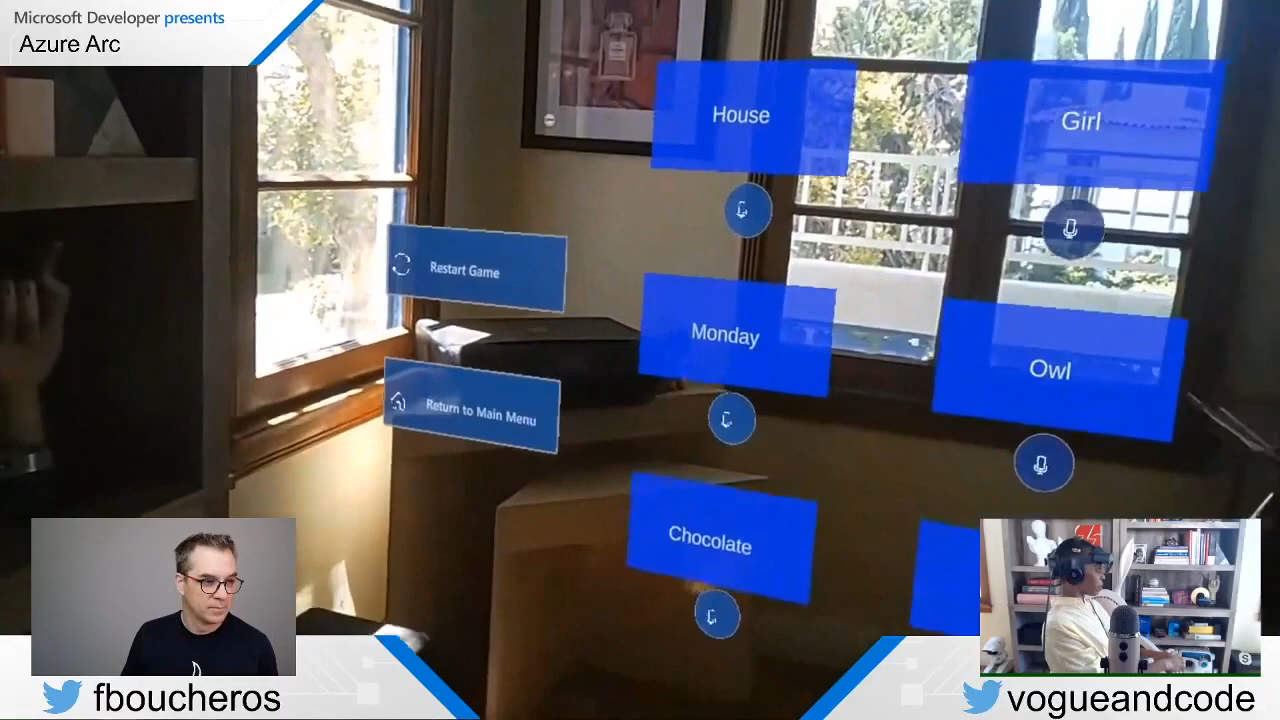 Microsoft Developer presents
Azure Arc
House
Girl
Restart Game
Monday
Owl
Return to Main Menu
Chocolate
fboucheros
vogueandcode